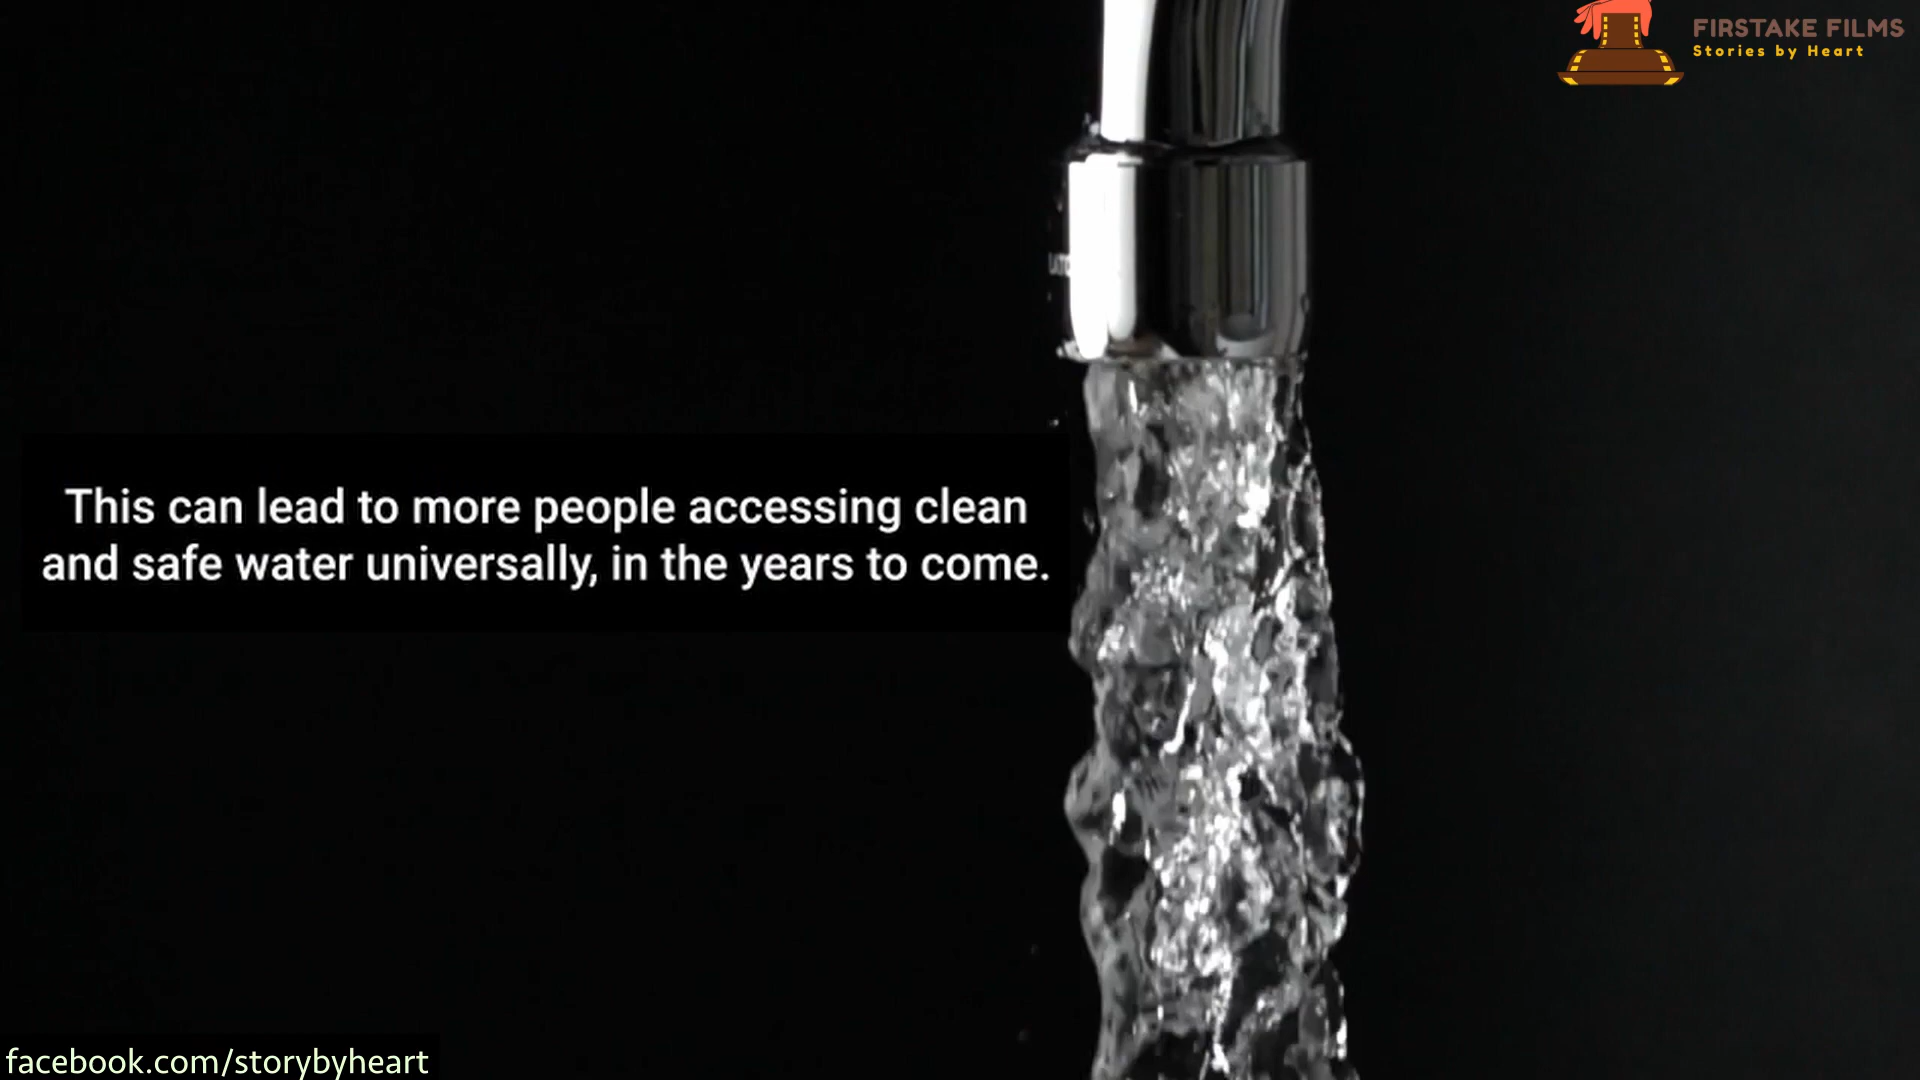 FIRSTAKE FILMS
Stories by Heart
This can lead to more people accessing clean
and safe water universally, in the years to come.
facebook.com/storybyheart